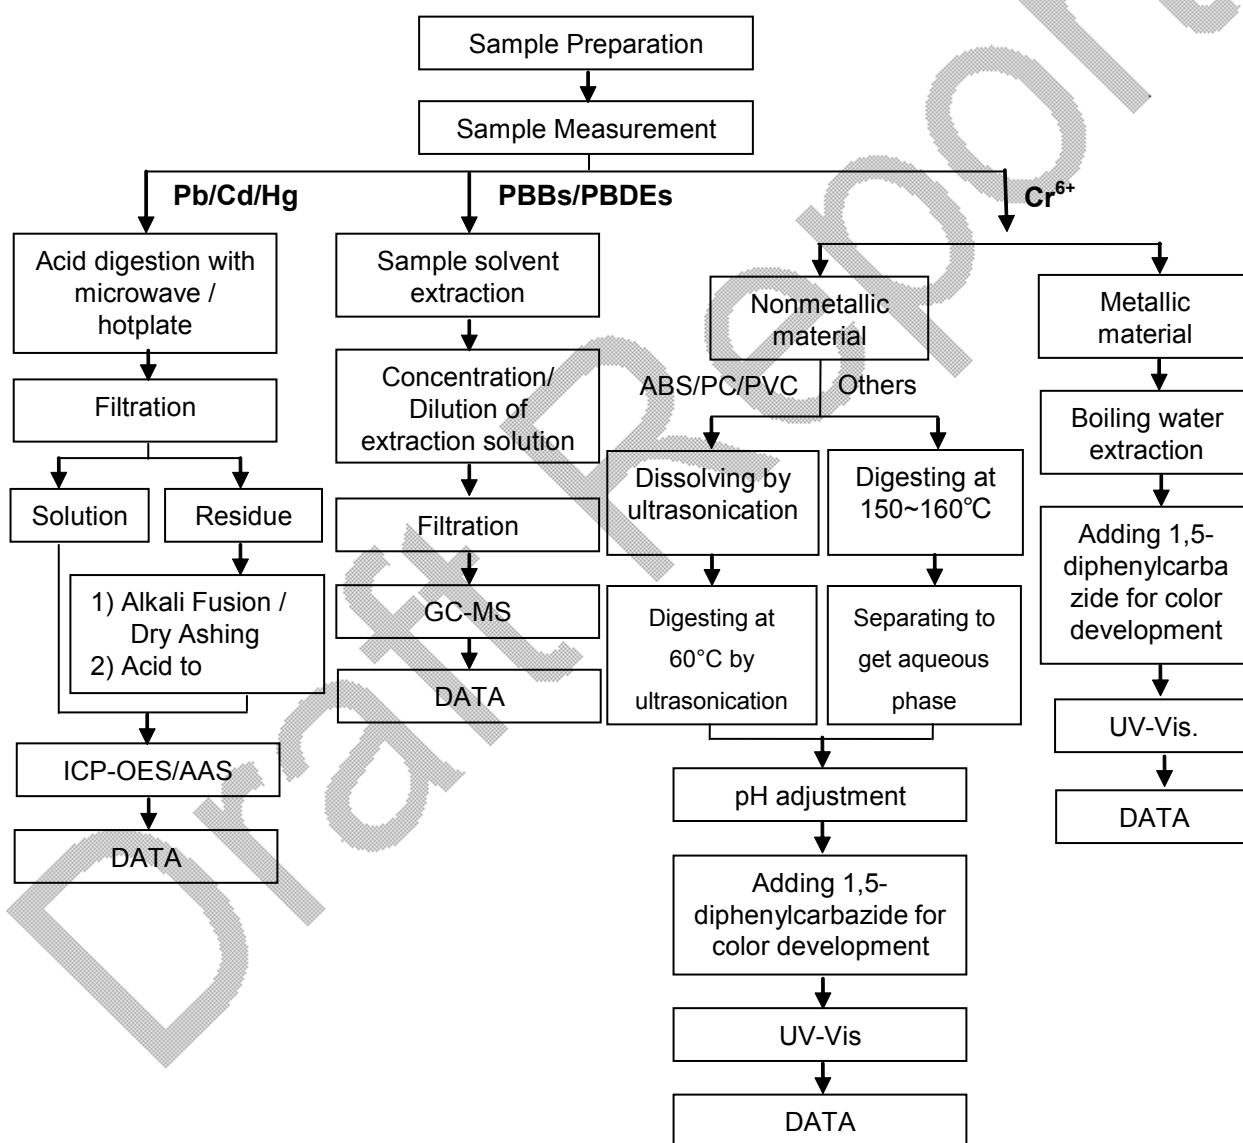 Sample Preparation
Sample Measurement
Pb/Cd/Hg
PBBs/PBDEs
Cr6+
Acid digestion with
microwave /
hotplate
Filtration
Solution
Residue
1) Alkali Fusion /
Dry Ashing
2) Acid to
ICP-OES/AAS
DATA
Sample solvent
extraction
Concentration/
Dilution of
extraction solution
Filtration
GC-MS
DATA
Nonmetallic
material
ABS/PC/PVC
Others
Dissolving by
ultrasonication
Digesting at
60°C by
ultrasonication
Digesting at
150~160℃
Separating to
get aqueous
phase
pH adjustment
Adding 1,5-
diphenylcarbazide for
color development
UV-Vis
DATA
Metallic
material
Boiling water
extraction
Adding 1,5-
diphenylcarba
zide for color
development
UV-Vis.
DATA
Draft Report